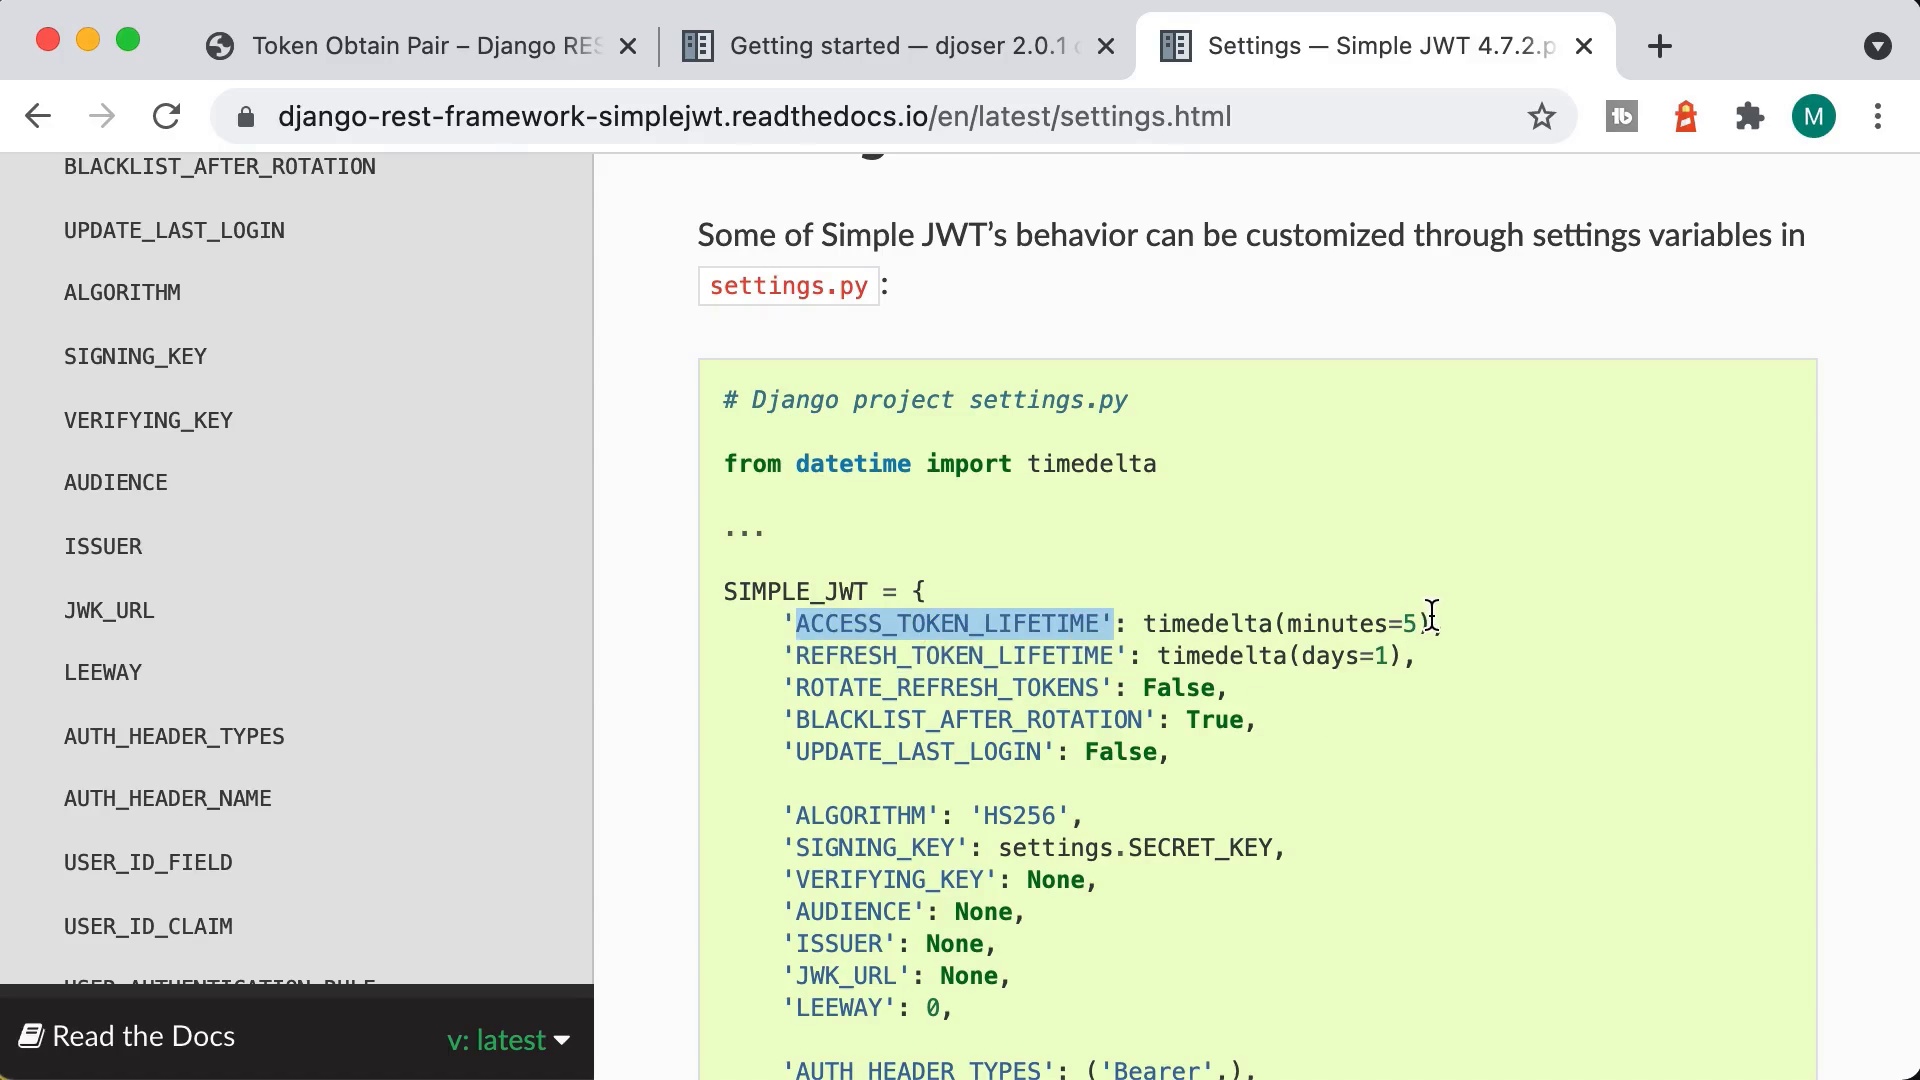 Token Obtain Pair – Django RES
Getting started — djoser 2.0.1
Settings — Simple JWT 4.7.2.p
django-rest-framework-simplejwt.readthedocs.io/en/latest/settings.html
M
BLACKLIST_AFTER_ROTATION
UPDATE_LAST_LOGIN
ALGORITHM
SIGNING_KEY
VERIFYING_KEY
AUDIENCE
ISSUER
JWK_URL
LEEWAY
AUTH_HEADER_TYPES
AUTH_HEADER_NAME
USER_ID_FIELD
USER_ID_CLAIM
Read the Docs
v: latest
Some of Simple JWT’s behavior can be customized through settings variables in
settings.py:
# Django project settings.py
from datetime import timedelta
...
SIMPLE_JWT = {
'ACCESS_TOKEN_LIFETIME': timedelta(minutes=5),
'REFRESH_TOKEN_LIFETIME': timedelta(days=1),
'ROTATE_REFRESH_TOKENS': False,
'BLACKLIST_AFTER_ROTATION': True,
'UPDATE_LAST_LOGIN': False,
'ALGORITHM': 'HS256',
'SIGNING_KEY': settings.SECRET_KEY,
'VERIFYING_KEY': None,
'AUDIENCE': None,
'ISSUER': None,
'JWK_URL': None,
'LEEWAY': 0,
'AUTH_HEADER_TYPES': ('Bearer',),